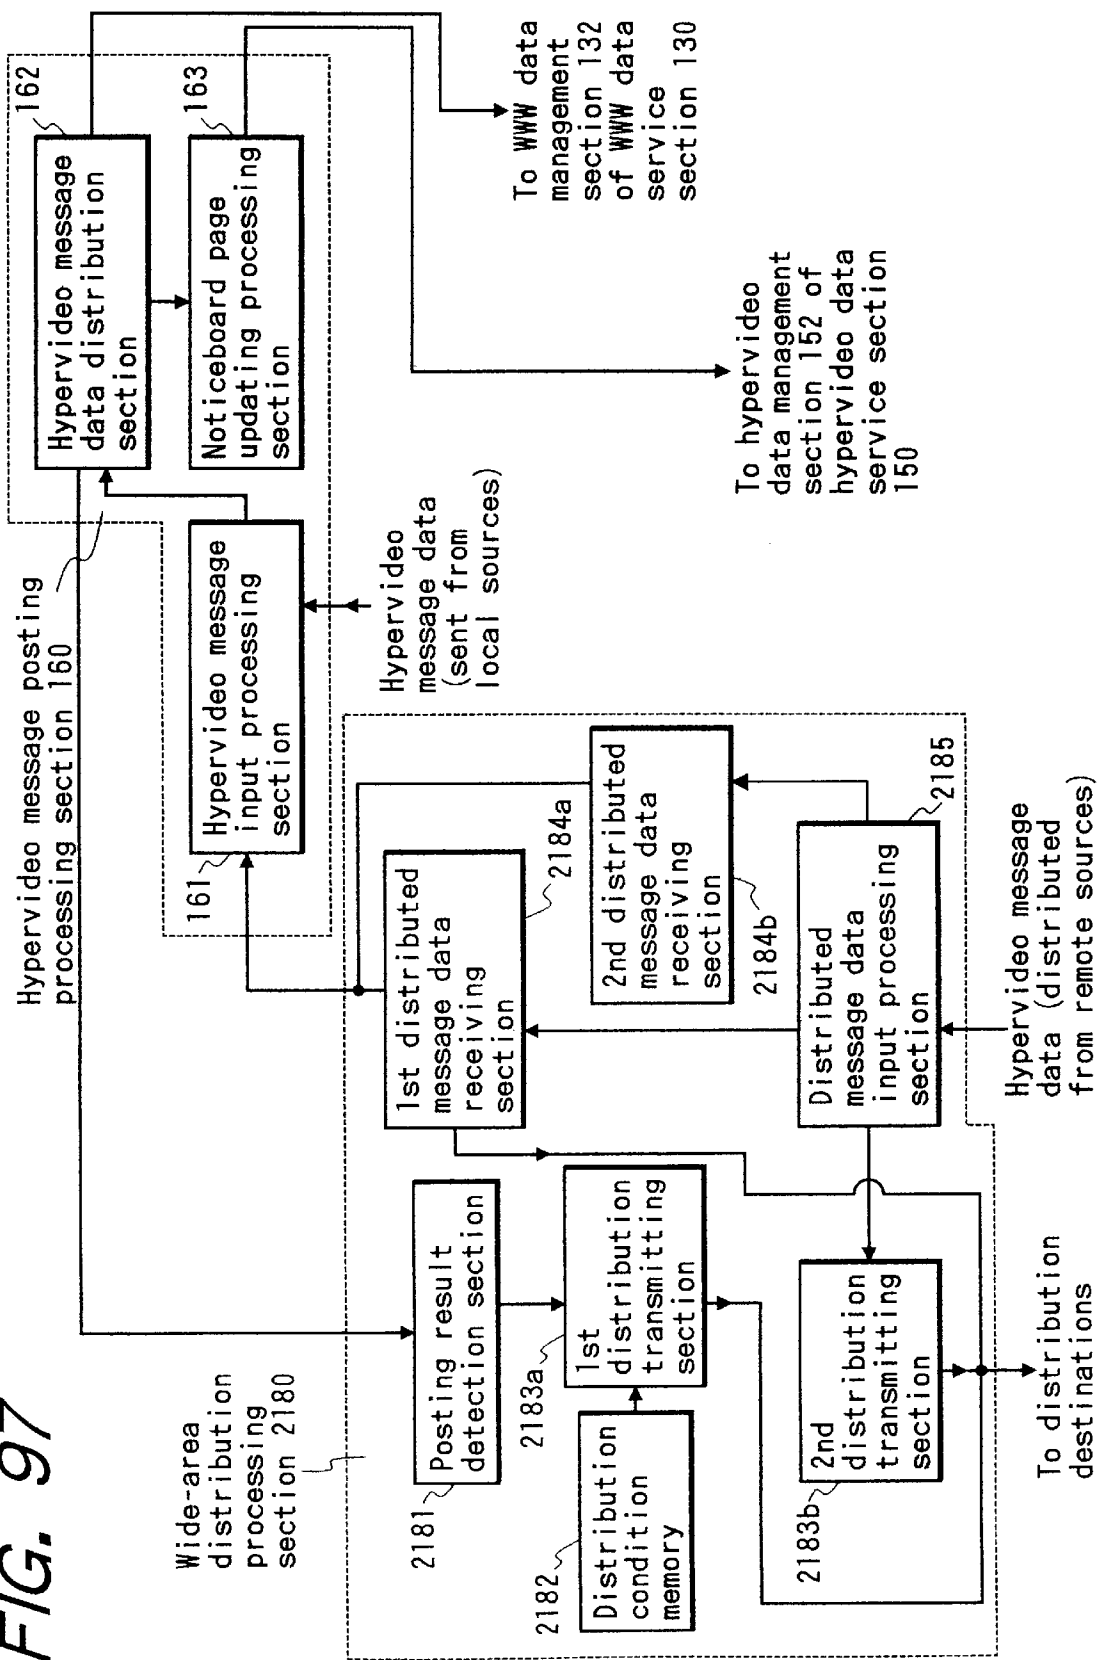 FIG. 97
Hypervideo message posting
processing section 160
162
Hypervideo message
data distribution
section
163
Noticeboard page
updating processing
section
161
Hypervideo message
input processing
section
Hypervideo
message data
(sent from
local sources)
To WWW data
management
section 132
of WWW data
service
section 130
To hypervideo
data management
section 152 of
hypervideo data
service section
150
Wide-area
distribution
processing
section 2180
2181
Posting result
detection section
2182
Distribution
condition
memory
2183a
1st
distribution
transmitting
section
2183b
2nd
distribution
transmitting
section
1st distributed
message data
receiving
section
2184a
2nd distributed
message data
receiving
section
2184b
Distributed
message data
input processing
section
2185
To distribution
destinations
Hypervideo message
data (distributed
from remote sources)